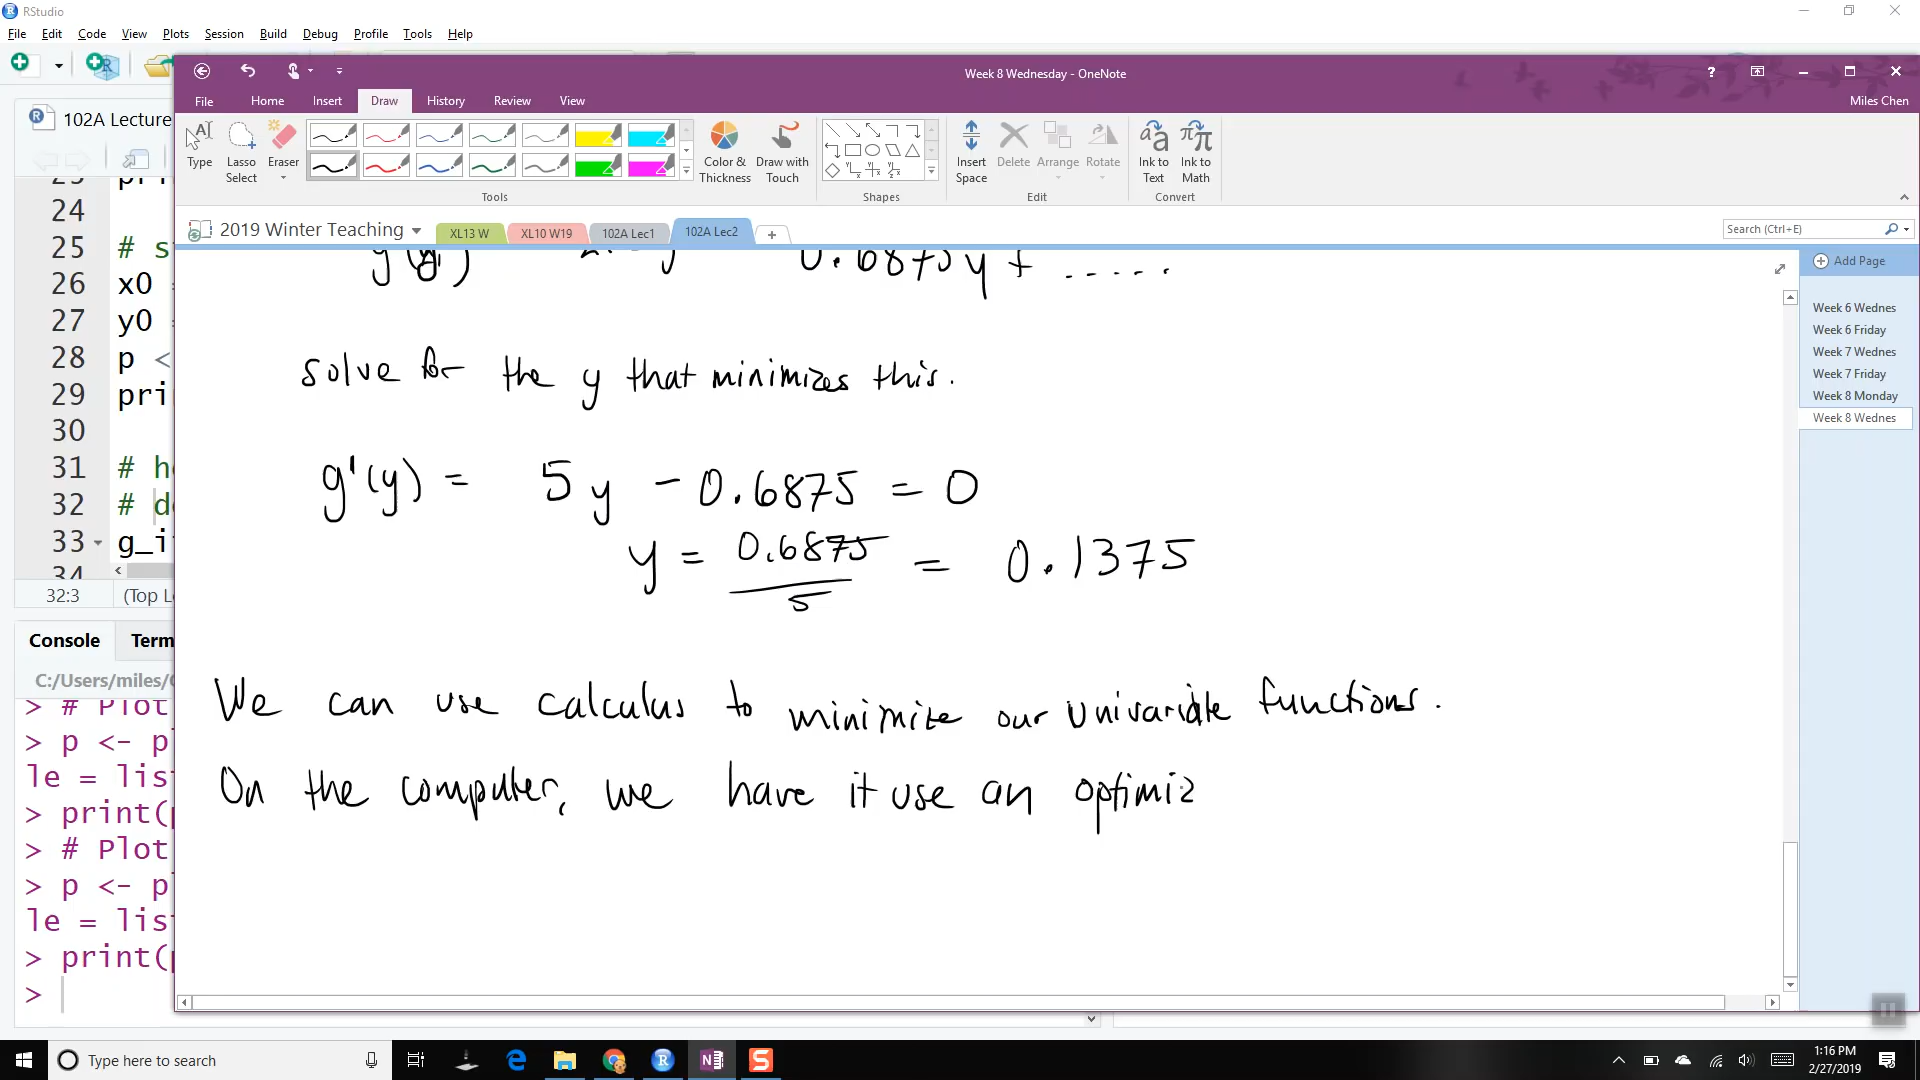 RStudio
File Edit Code View Plots Session Build Debug Profile Tools Help
Week 8 Wednesday - OneNote
File Home Insert Draw History Review View
Miles Chen
102A Lecture
Type Lasso Select Eraser Color & Thickness Draw with Touch Insert Space Delete Arrange Rotate Ink to Text Ink to Math
Tools Shapes Edit Convert
2019 Winter Teaching XL13 W XL10 W19 102A Lec1 102A Lec2
Search (Ctrl+E)
Add Page
Week 6 Wednes
Week 6 Friday
Week 7 Wednes
Week 7 Friday
Week 8 Monday
Week 8 Wednes
24
25 # s
26 x0 =
27 y0 =
28 p <
29 pri
30
31 # h
32 # d
33 g_i
34
32:3 (Top L
0.6875 y + .....
solve for the y that minimizes this.
g'(y) = 5y - 0.6875 = 0
y = 0.6875 / 5 = 0.1375
We can use calculus to minimize our univariate functions.
On the computer, we have it use an optimiz
Console Term
C:/Users/miles/
> # Plot
> p <- p
le = lis
> print(
> # Plot
> p <- p
le = lis
> print(
>
Type here to search
1:16 PM
2/27/2019